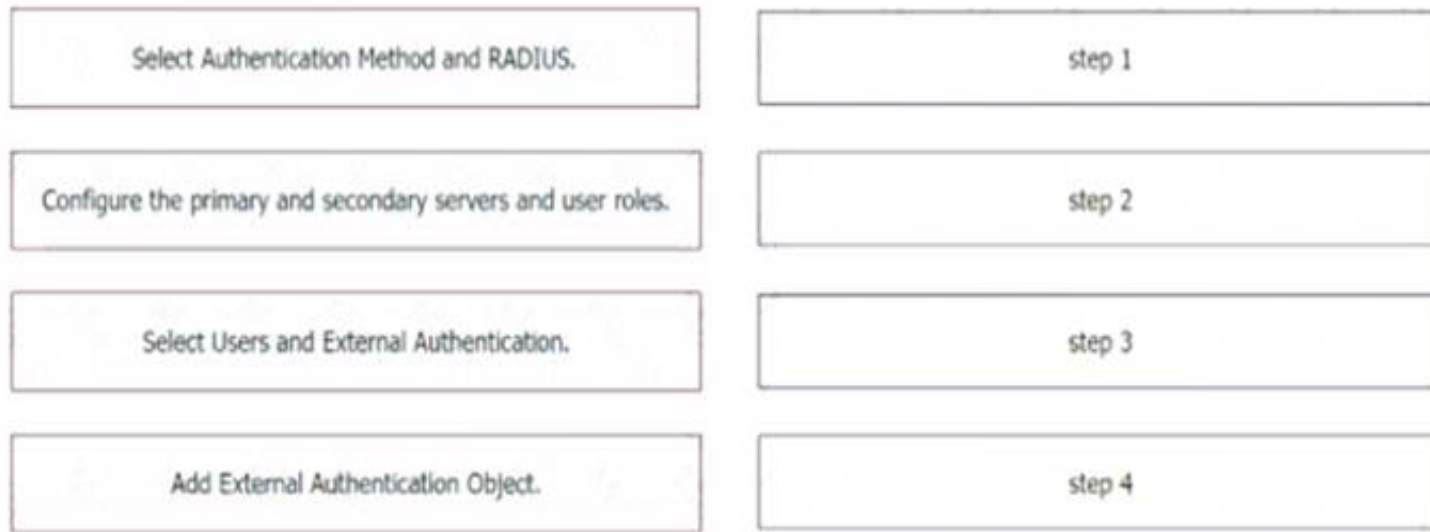 Select Authentication Method and RADIUS.
step 1
Configure the primary and secondary servers and user roles.
step 2
Select Users and External Authentication.
step 3
Add External Authentication Object.
step 4